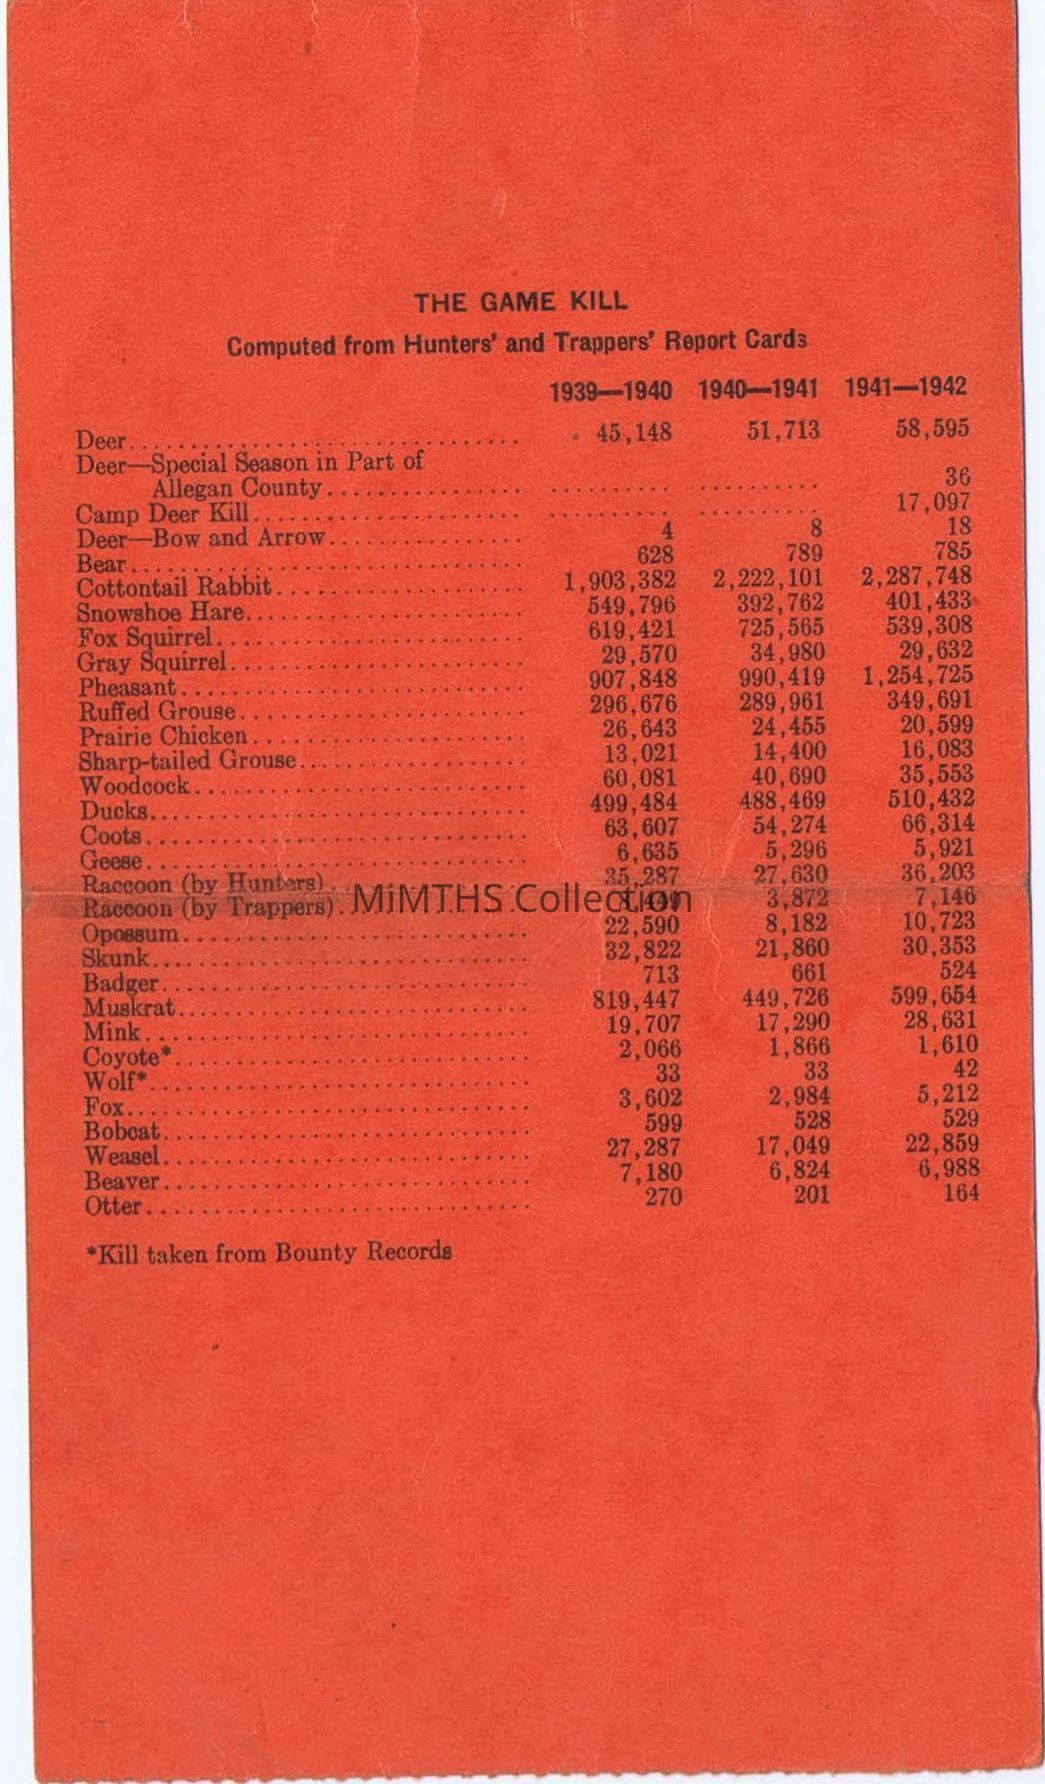 THE GAME KILL
Computed from Hunters' and Trappers' Report Cards
1939—1940 1940—1941 1941—1942
Deer 45,148 51,713 58,595
Deer—Special Season in Part of
Allegan County 36
Camp Deer Kill 17,097
Deer—Bow and Arrow 4 8 18
Bear 628 789 785
Cottontail Rabbit 1,903,382 2,222,101 2,287,748
Snowshoe Hare 549,796 392,762 401,433
Fox Squirrel 619,421 725,565 539,308
Gray Squirrel 29,570 34,980 29,632
Pheasant 907,848 990,419 1,254,725
Ruffed Grouse 296,676 289,961 349,691
Prairie Chicken 26,643 24,455 20,599
Sharp-tailed Grouse 13,021 14,400 16,083
Woodcock 60,081 40,690 35,553
Ducks 499,484 488,469 510,432
Coots 63,607 54,274 66,314
Geese 6,635 5,296 5,921
Raccoon (by Hunters) 35,287 27,630 36,203
MiMTHS Collection
Raccoon (by Trappers) 3,872 7,146
Opossum 22,590 8,182 10,723
Skunk 32,822 21,860 30,353
Badger 713 661 524
Muskrat 819,447 449,726 599,654
Mink 19,707 17,290 28,631
Coyote* 2,066 1,866 1,610
Wolf* 33 33 42
Fox 3,602 2,984 5,212
Bobcat 599 528 529
Weasel 27,287 17,049 22,859
Beaver 7,180 6,824 6,988
Otter 270 201 164
*Kill taken from Bounty Records